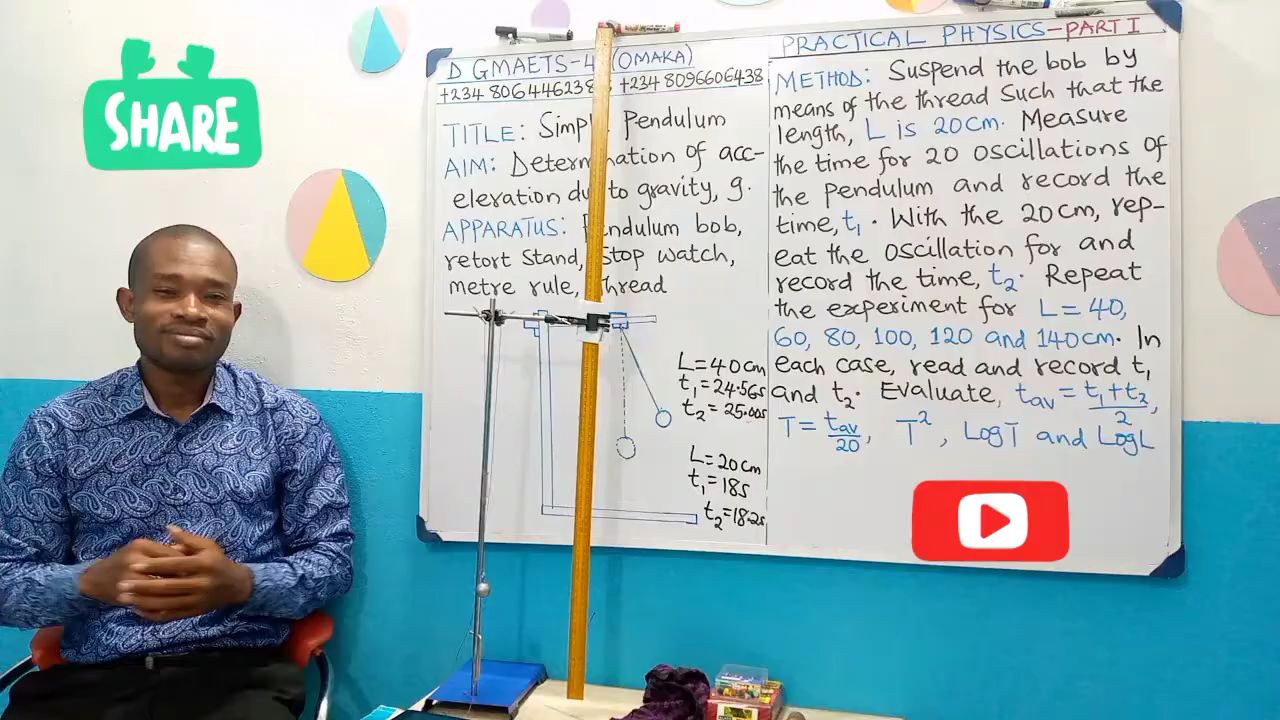 SHARE
D GMAETS-4 (OMAKA)
+234 806446238 +234 8096606438
TITLE: Simple Pendulum
AIM: Determination of acc-
eleration due to gravity, g.
APPARATUS: Pendulum bob,
retort stand, Stop watch,
metre rule, Thread
L=40cm
t₁=24.56s
t₂=25.00s
L=20cm
t₁=18s
t₂=18.2s
PRACTICAL PHYSICS-PART I
METHOD: Suspend the bob by
means of the thread Such that the
length, L is 20cm. Measure
the time for 20 oscillations of
the Pendulum and record the
time, t₁. With the 20cm, rep-
eat the oscillation for and
record the time, t₂. Repeat
the experiment for L=40,
60, 80, 100, 120 and 140cm. In
each case, read and record t₁
and t₂. Evaluate, tav = t₁+t₂/2,
T = tav/20, T², LogT and LogL